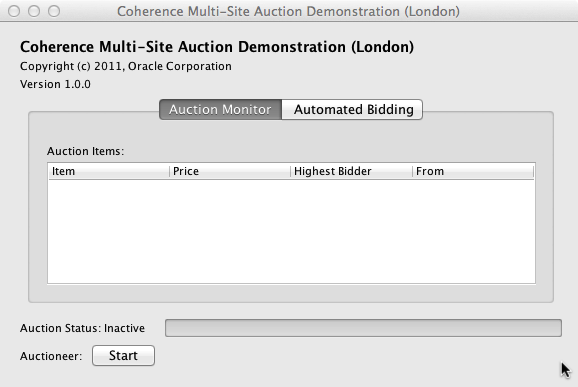 Coherence Multi-Site Auction Demonstration (London)
Coherence Multi-Site Auction Demonstration (London)
Copyright (c) 2011, Oracle Corporation
Version 1.0.0
Auction Monitor Automated Bidding
Auction Items:
Item Price Highest Bidder From
Auction Status: Inactive
Auctioneer: Start